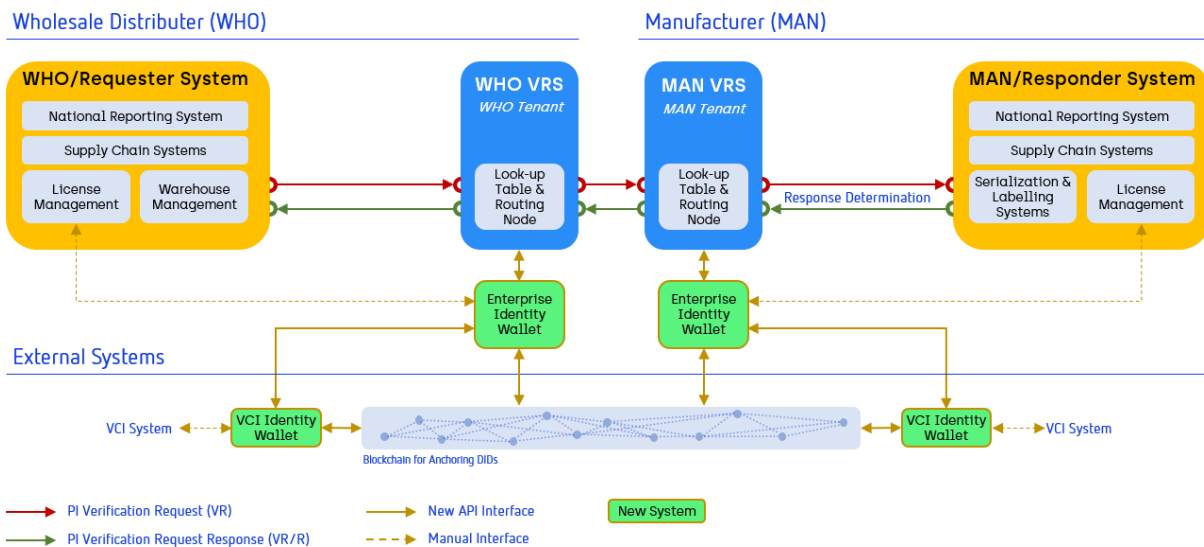 Wholesale Distributer (WHO)
Manufacturer (MAN)
WHO/Requester System
National Reporting System
Supply Chain Systems
License
Management
Warehouse
Management
WHO VRS
WHO Tenant
Look-up
Table &
Routing
Node
MAN VRS
MAN Tenant
Look-up
Table &
Routing
Node
Response Determination
MAN/Responder System
National Reporting System
Supply Chain Systems
Serialization &
Labelling
Systems
License
Management
Enterprise
Identity
Wallet
Enterprise
Identity
Wallet
External Systems
VCI System
VCI Identity
Wallet
Blockchain for Anchoring DIDs
VCI Identity
Wallet
VCI System
PI Verification Request (VR)
New API Interface
New System
PI Verification Request Response (VR/R)
Manual Interface